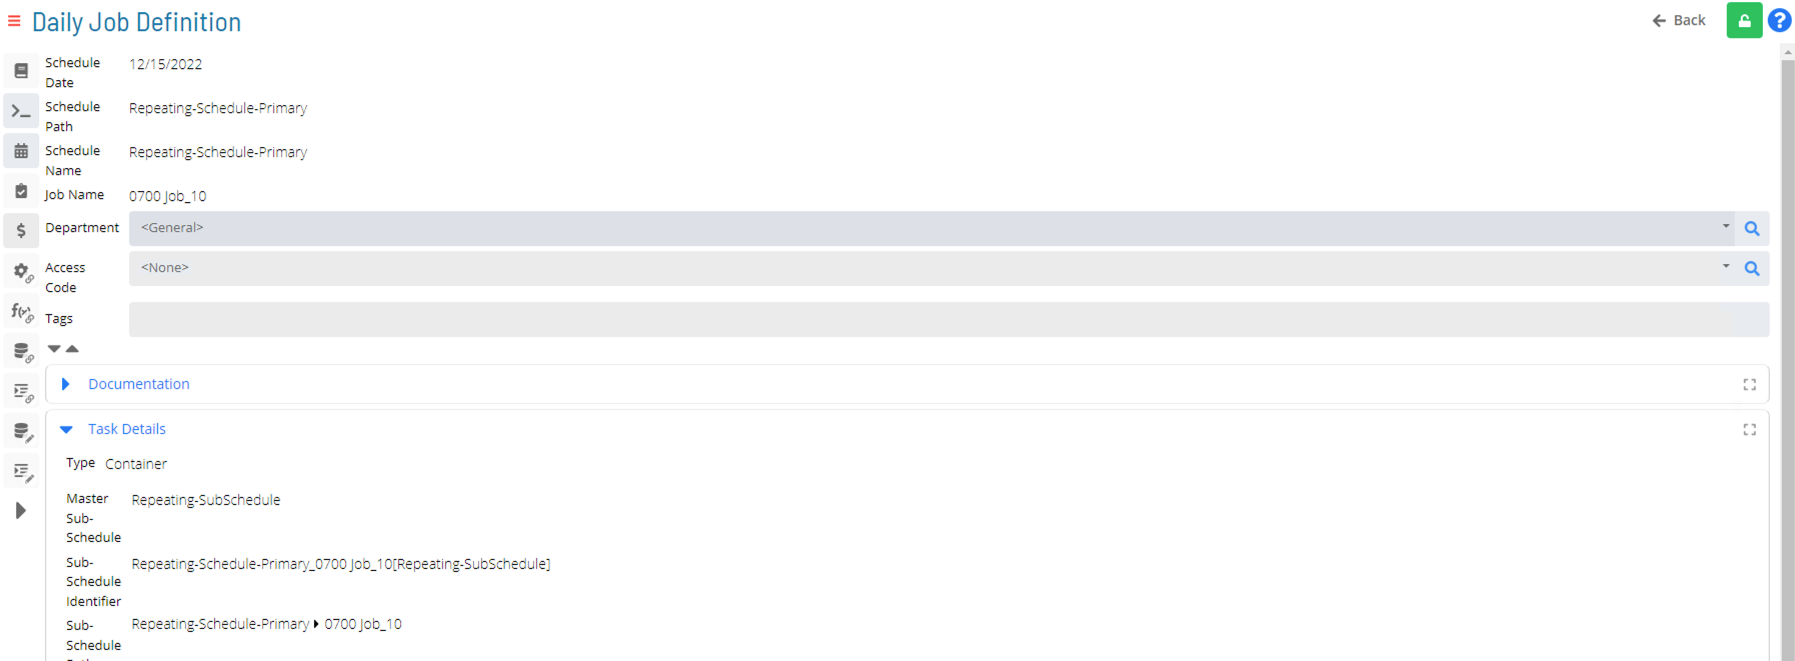 Daily Job Definition
Back
?
Schedule Date 12/15/2022
Schedule Path Repeating-Schedule-Primary
Schedule Name Repeating-Schedule-Primary
Job Name 0700 Job_10
Department <General>
Access Code <None>
Tags
Documentation
Task Details
Type Container
Master Sub-Schedule Repeating-SubSchedule
Sub-Schedule Identifier Repeating-Schedule-Primary_0700 Job_10[Repeating-SubSchedule]
Sub-Schedule Repeating-Schedule-Primary 0700 Job_10